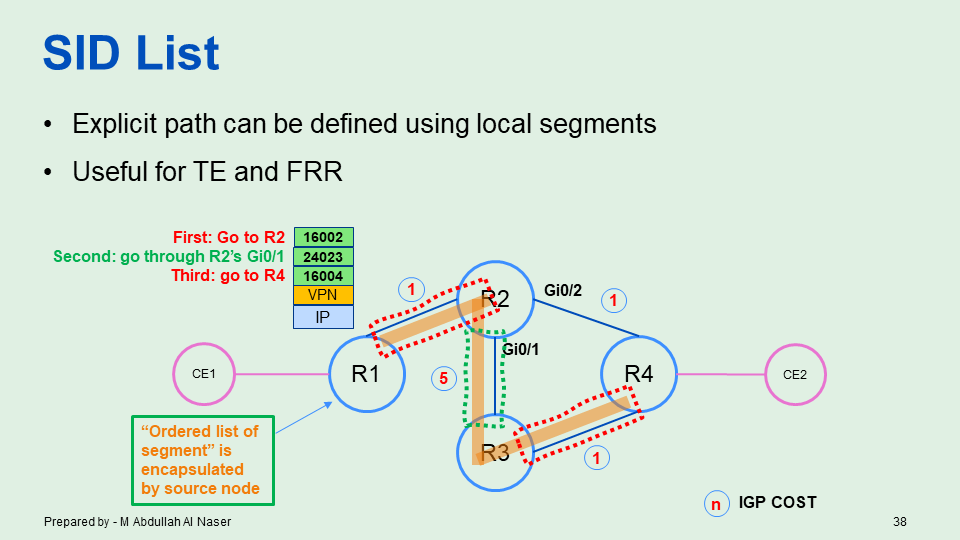 SID List
• Explicit path can be defined using local segments
• Useful for TE and FRR
First: Go to R2
16002
Second: go through R2’s Gi0/1
24023
Third: go to R4
16004
VPN
IP
1
R2
Gi0/2
1
Gi0/1
CE1
R1
5
R4
CE2
“Ordered list of
segment” is
encapsulated
by source node
R3
1
n
IGP COST
Prepared by - M Abdullah Al Naser
38